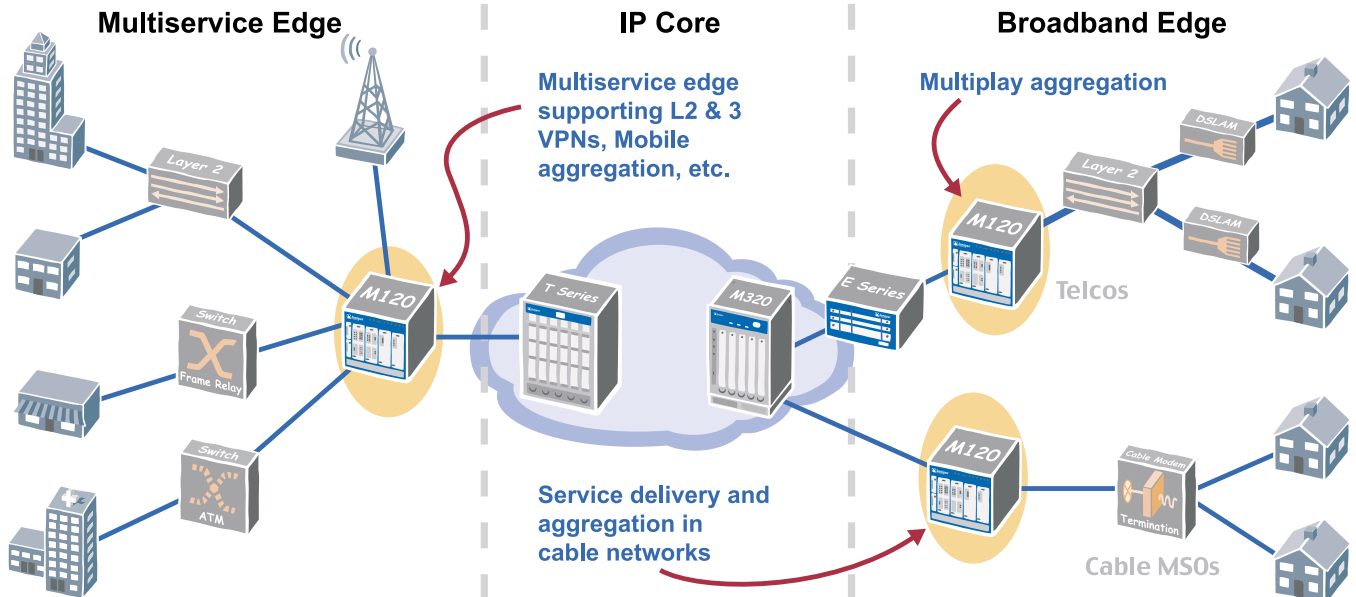 Multiservice Edge
IP Core
Broadband Edge
Multiservice edge
supporting L2 & 3
VPNs, Mobile
aggregation, etc.
Multiplay aggregation
DSLAM
Layer 2
Layer 2
M120
DSLAM
M120
T Series
M320
E Series
Telcos
Switch
Frame Relay
Switch
ATM
M120
Cable Modem
Termination
Service delivery and
aggregation in
cable networks
Cable MSOs